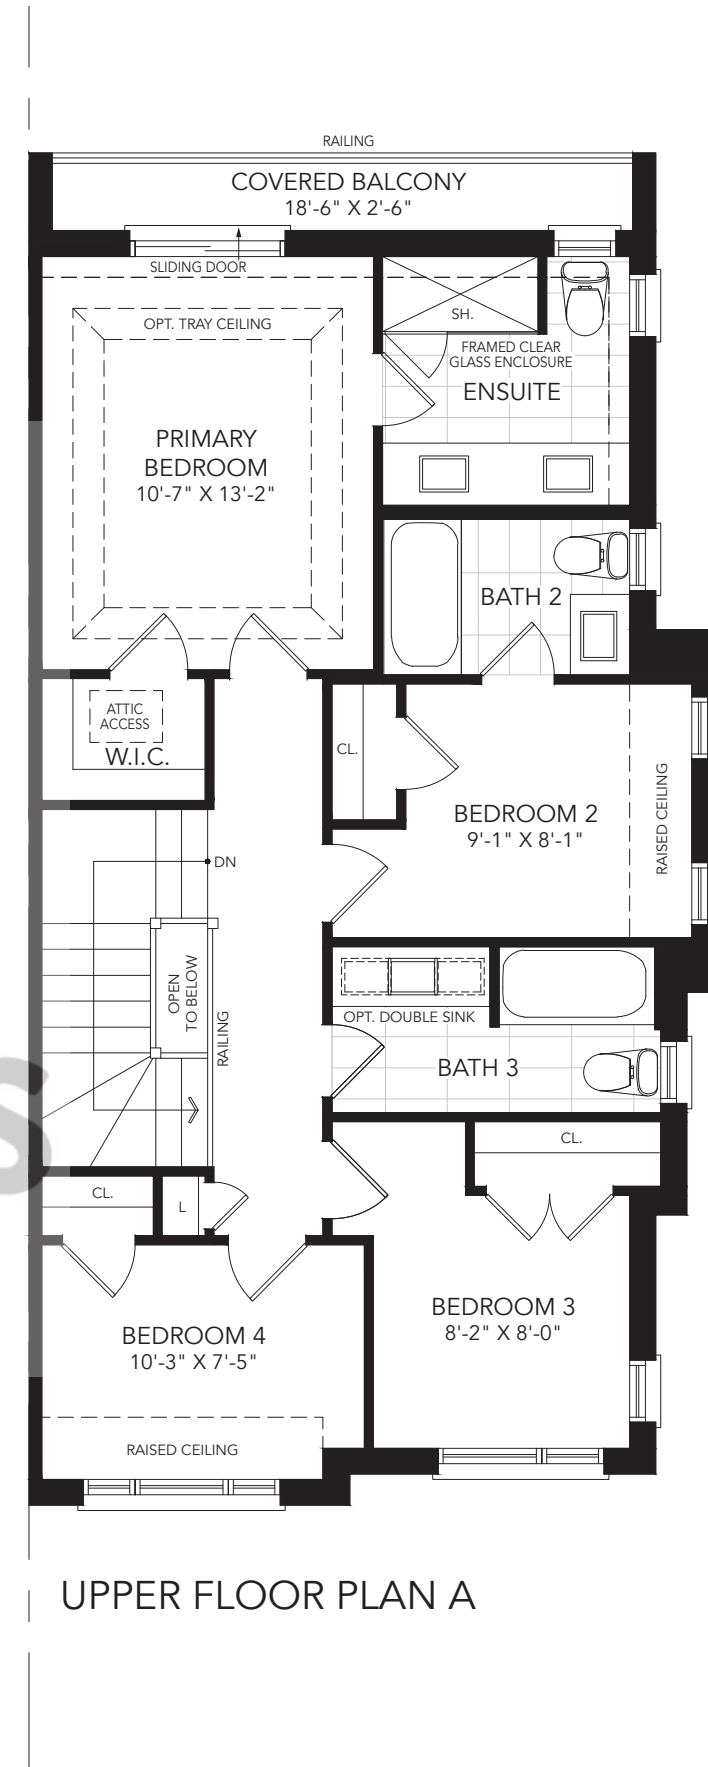 RAILING
COVERED BALCONY
18'-6" X 2'-6"
SLIDING DOOR
OPT. TRAY CEILING
SH.
FRAMED CLEAR
GLASS ENCLOSURE
ENSUITE
PRIMARY
BEDROOM
10'-7" X 13'-2"
BATH 2
ATTIC
ACCESS
W.I.C.
CL.
BEDROOM 2
9'-1" X 8'-1"
RAISED CEILING
DN
OPEN
TO BELOW
RAILING
OPT. DOUBLE SINK
BATH 3
S
CL.
CL.
L
BEDROOM 3
8'-2" X 8'-0"
BEDROOM 4
10'-3" X 7'-5"
RAISED CEILING
UPPER FLOOR PLAN A